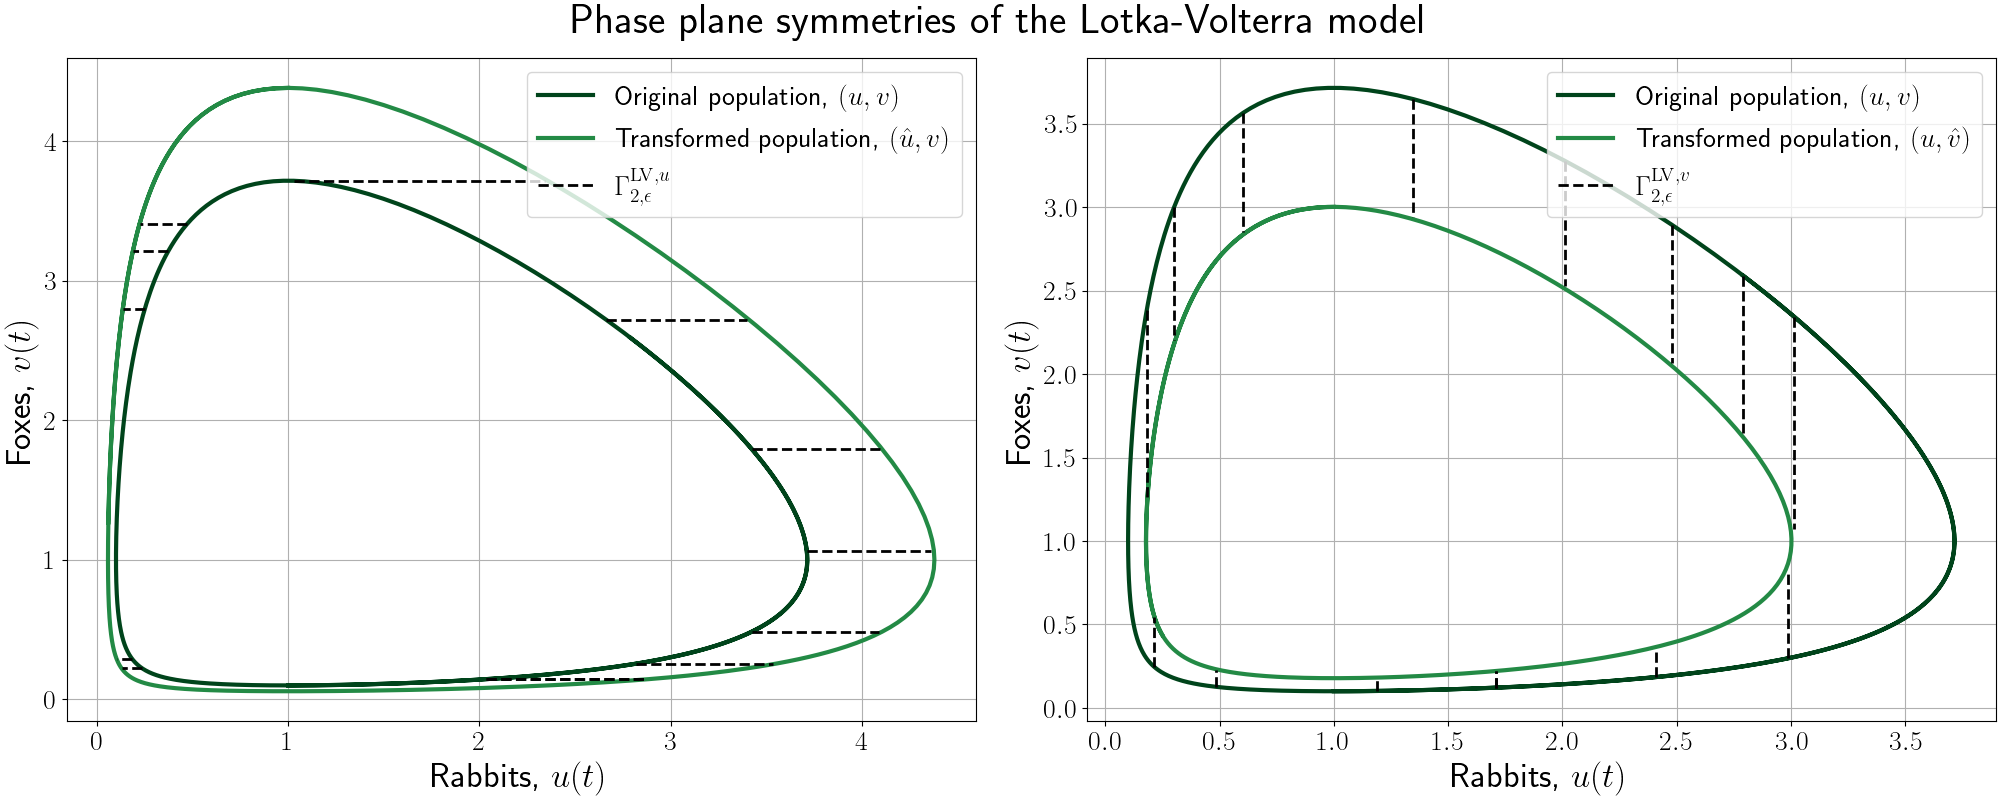 Phase plane symmetries of the Lotka-Volterra model
Original population, (u, v)
Transformed population, (û, v)
Γ₂,ϵ^LV,u
Foxes, v(t)
4
3
2
1
0
0 1 2 3 4
Rabbits, u(t)
Original population, (u, v)
Transformed population, (u, v̂)
Γ₂,ϵ^LV,v
Foxes, v(t)
3.5
3.0
2.5
2.0
1.5
1.0
0.5
0.0
0.0 0.5 1.0 1.5 2.0 2.5 3.0 3.5
Rabbits, u(t)